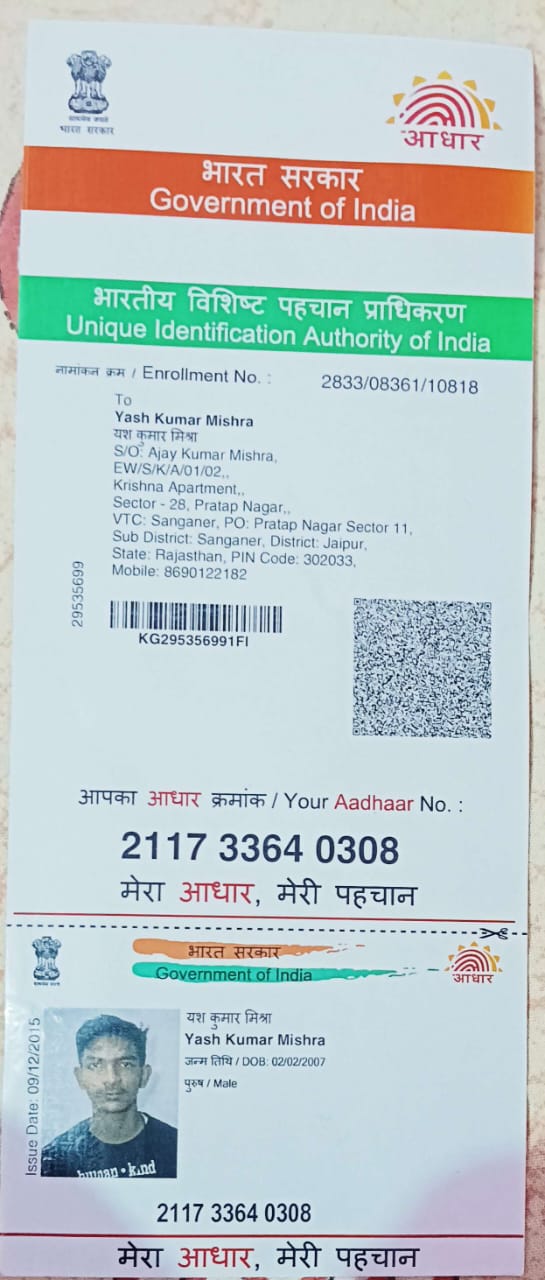 सत्यमेव जयते
भारत सरकार
आधार
भारत सरकार
Government of India
भारतीय विशिष्ट पहचान प्राधिकरण
Unique Identification Authority of India
नामांकन क्रम / Enrollment No. : 2833/08361/10818
To
Yash Kumar Mishra
यश कुमार मिश्रा
S/O: Ajay Kumar Mishra,
EW/S/K/A/01/02,,
Krishna Apartment,,
Sector - 28, Pratap Nagar,,
VTC: Sanganer, PO: Pratap Nagar Sector 11,
Sub District: Sanganer, District: Jaipur,
State: Rajasthan, PIN Code: 302033,
Mobile: 8690122182
29535699
KG295356991FI
आपका आधार क्रमांक / Your Aadhaar No. :
2117 3364 0308
मेरा आधार, मेरी पहचान
भारत सरकार
Government of India
आधार
Issue Date: 09/12/2015
यश कुमार मिश्रा
Yash Kumar Mishra
जन्म तिथि / DOB: 02/02/2007
पुरुष / Male
human • kind
2117 3364 0308
मेरा आधार, मेरी पहचान